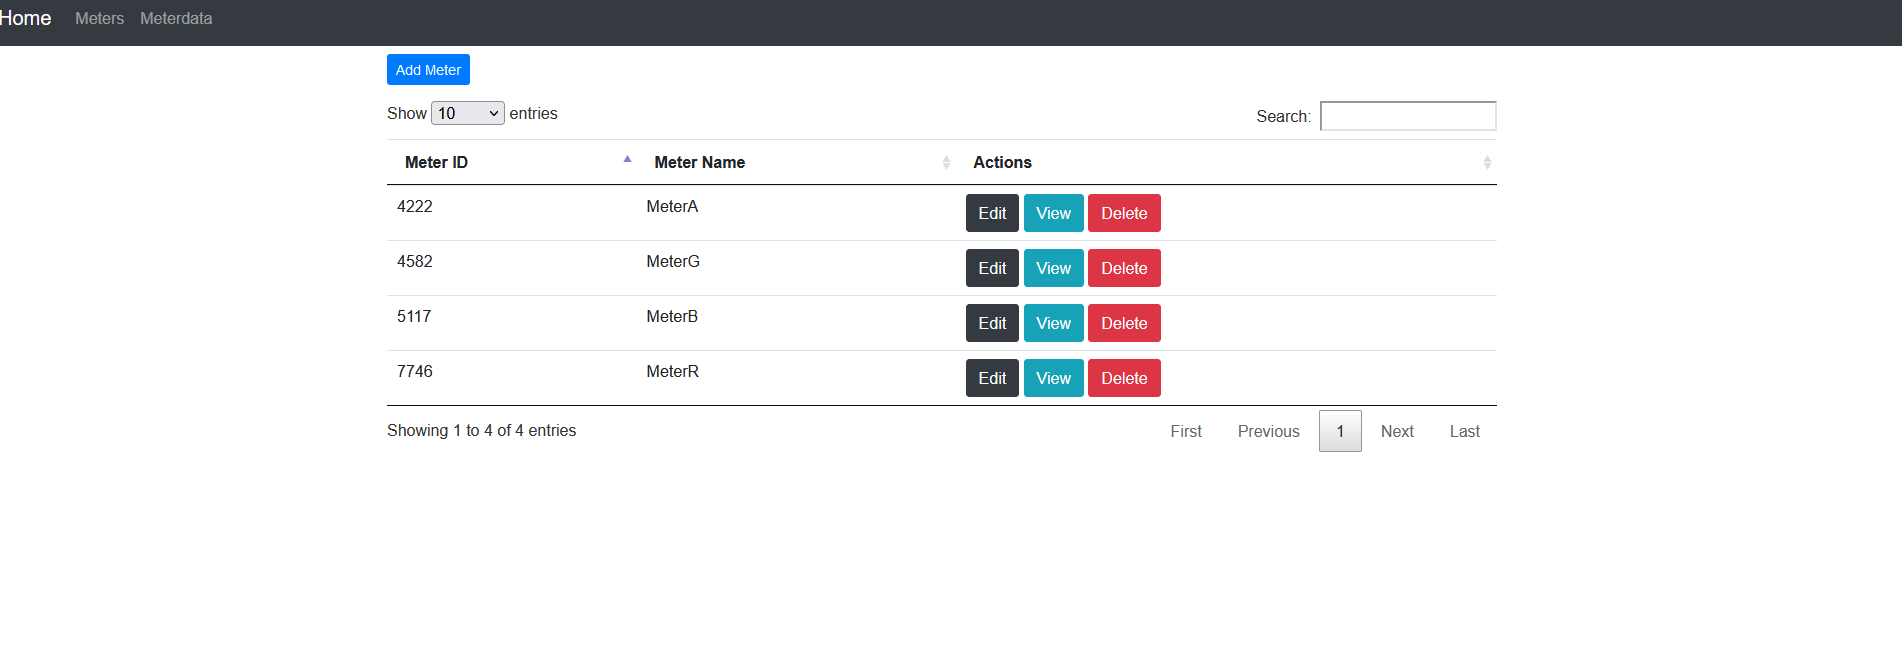 Home Meters Meterdata
Add Meter
Show 10 entries Search:
Meter ID Meter Name Actions
4222 MeterA Edit View Delete
4582 MeterG Edit View Delete
5117 MeterB Edit View Delete
7746 MeterR Edit View Delete
Showing 1 to 4 of 4 entries First Previous 1 Next Last